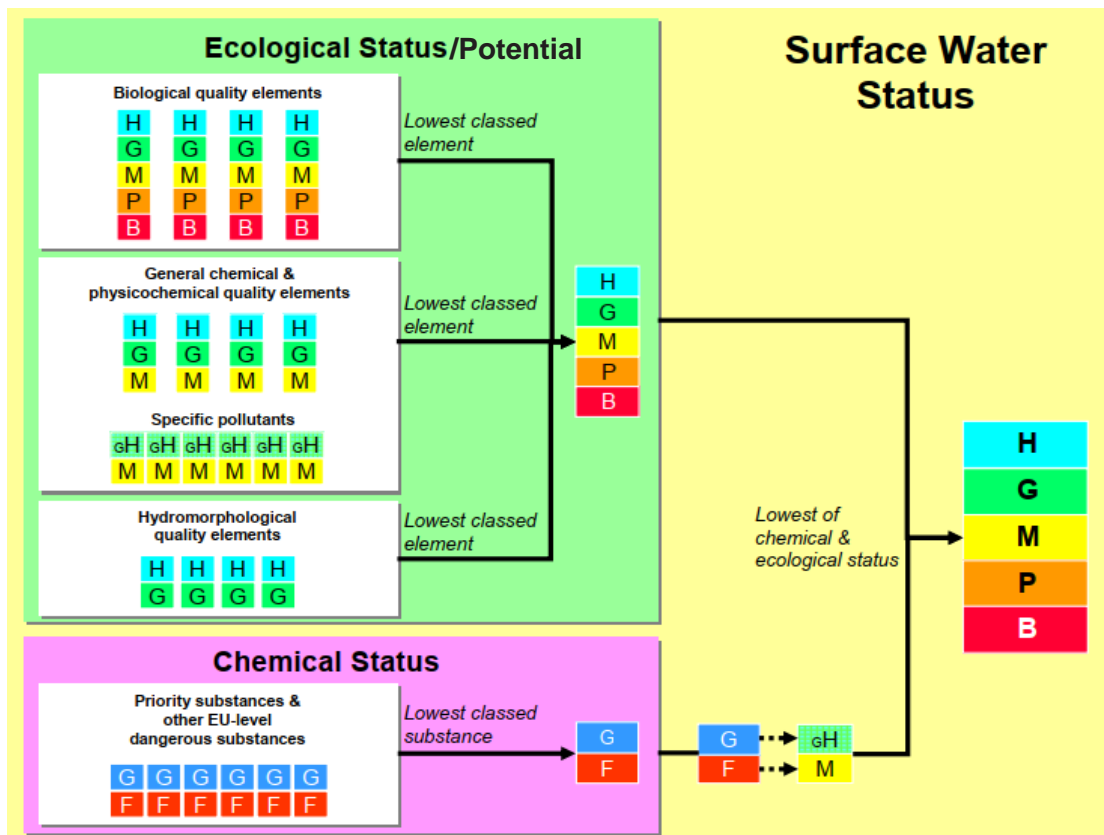 Ecological Status/Potential
Surface Water
Status
Biological quality elements
H H H H
G G G G
M M M M
P P P P
B B B B
Lowest classed
element
General chemical &
physicochemical quality elements
H H H H
G G G G
M M M M
Lowest classed
element
Specific pollutants
GH GH GH GH GH GH
M M M M M M
Hydromorphological
quality elements
H H H H
G G G G
Lowest classed
element
H
G
M
P
B
Lowest of
chemical &
ecological status
H
G
M
P
B
Chemical Status
Priority substances &
other EU-level
dangerous substances
G G G G G G
F F F F F F
Lowest classed
substance
G
F
G
F
GH
M